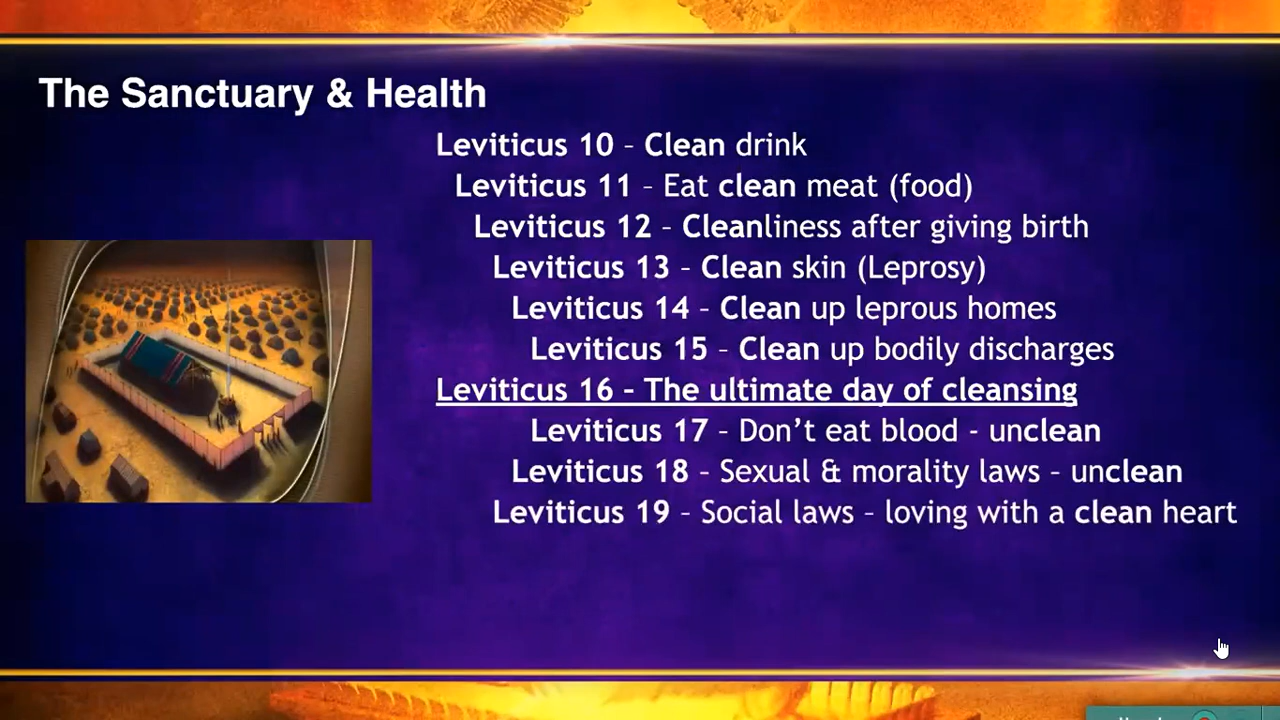 The Sanctuary & Health
Leviticus 10 – Clean drink
Leviticus 11 – Eat clean meat (food)
Leviticus 12 – Cleanliness after giving birth
Leviticus 13 – Clean skin (Leprosy)
Leviticus 14 – Clean up leprous homes
Leviticus 15 – Clean up bodily discharges
Leviticus 16 – The ultimate day of cleansing
Leviticus 17 – Don’t eat blood - unclean
Leviticus 18 – Sexual & morality laws – unclean
Leviticus 19 – Social laws – loving with a clean heart